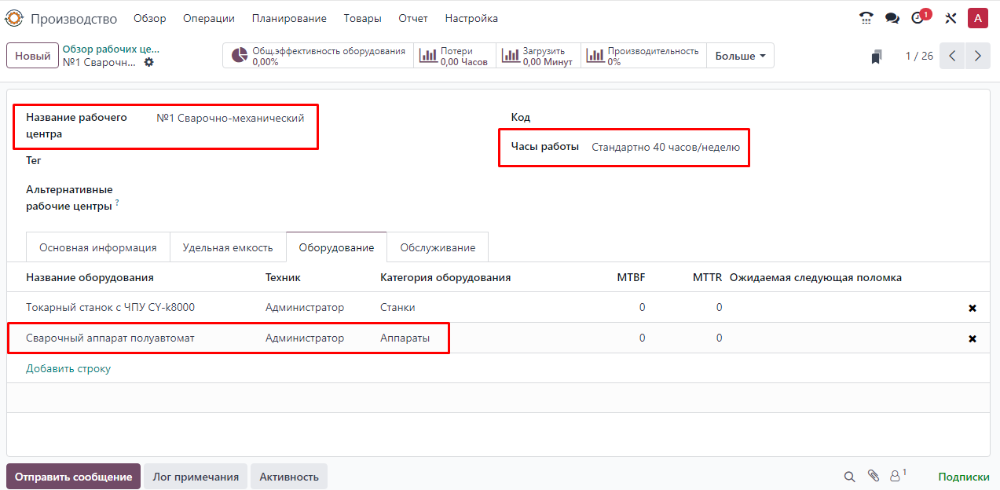 Производство Обзор Операции Планирование Товары Отчет Настройка 1 А
Новый Обзор рабочих це... №1 Сварочн...
Общ.эффективность оборудования 0,00%
Потери 0,00 Часов
Загрузить 0,00 Минут
Производительность 0%
Больше
1 / 26
Название рабочего центра №1 Сварочно-механический
Код
Часы работы Стандартно 40 часов/неделю
Тег
Альтернативные
рабочие центры ?
Основная информация Удельная емкость Оборудование Обслуживание
Название оборудования Техник Категория оборудования MTBF MTTR Ожидаемая следующая поломка
Токарный станок с ЧПУ CY-k8000 Администратор Станки 0 0
Сварочный аппарат полуавтомат Администратор Аппараты 0 0
Добавить строку
Отправить сообщение Лог примечания Активность 1 Подписки